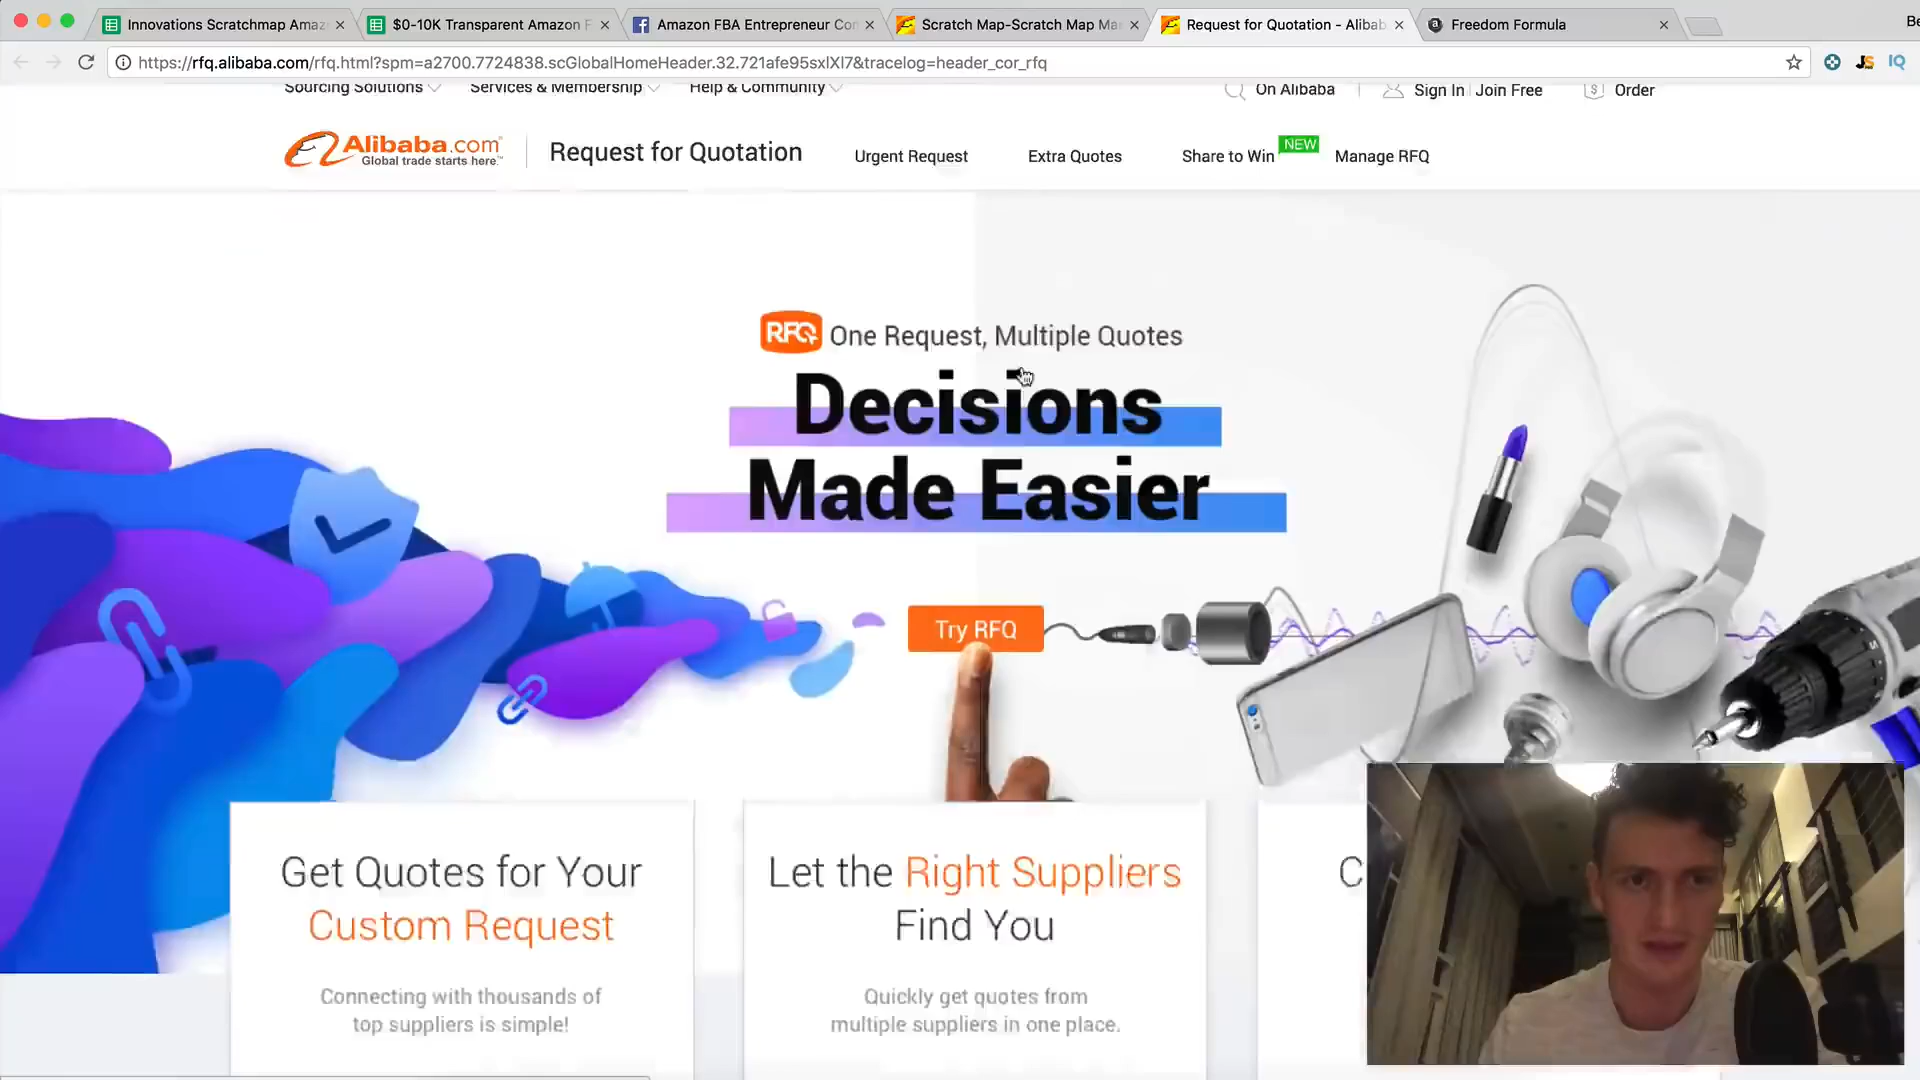 Innovations Scratchmap Amaz
$0-10K Transparent Amazon F
Amazon FBA Entrepreneur Con
Scratch Map-Scratch Map Ma
Request for Quotation - Alibab
Freedom Formula
Be
https://rfq.alibaba.com/rfq.html?spm=a2700.7724838.scGlobalHomeHeader.32.721afe95sxlXl7&tracelog=header_cor_rfq
JS
IQ
Sourcing Solutions
Services & Membership
Help & Community
On Alibaba
Sign In
Join Free
Order
Alibaba.com
Global trade starts here.™
Request for Quotation
Urgent Request
Extra Quotes
Share to Win
NEW
Manage RFQ
RFQ One Request, Multiple Quotes
Decisions
Made Easier
Try RFQ
Get Quotes for Your
Custom Request
Connecting with thousands of
top suppliers is simple!
Let the Right Suppliers
Find You
Quickly get quotes from
multiple suppliers in one place.
C